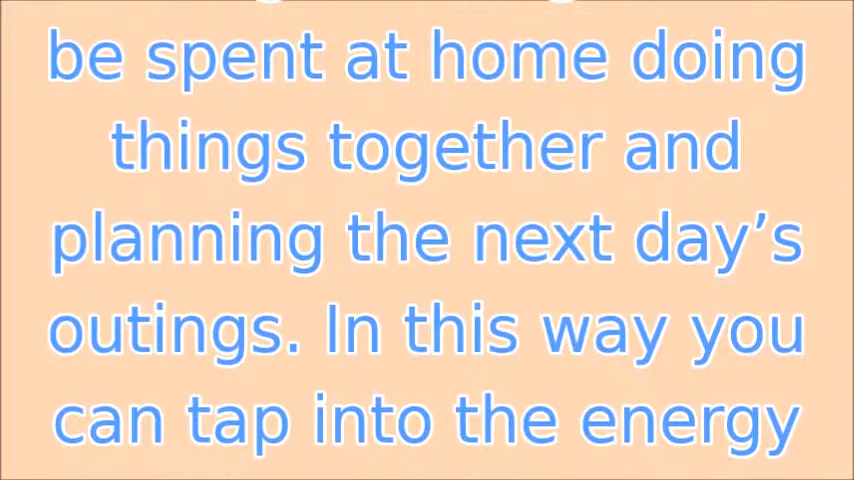 be spent at home doing
things together and
planning the next day’s
outings. In this way you
can tap into the energy